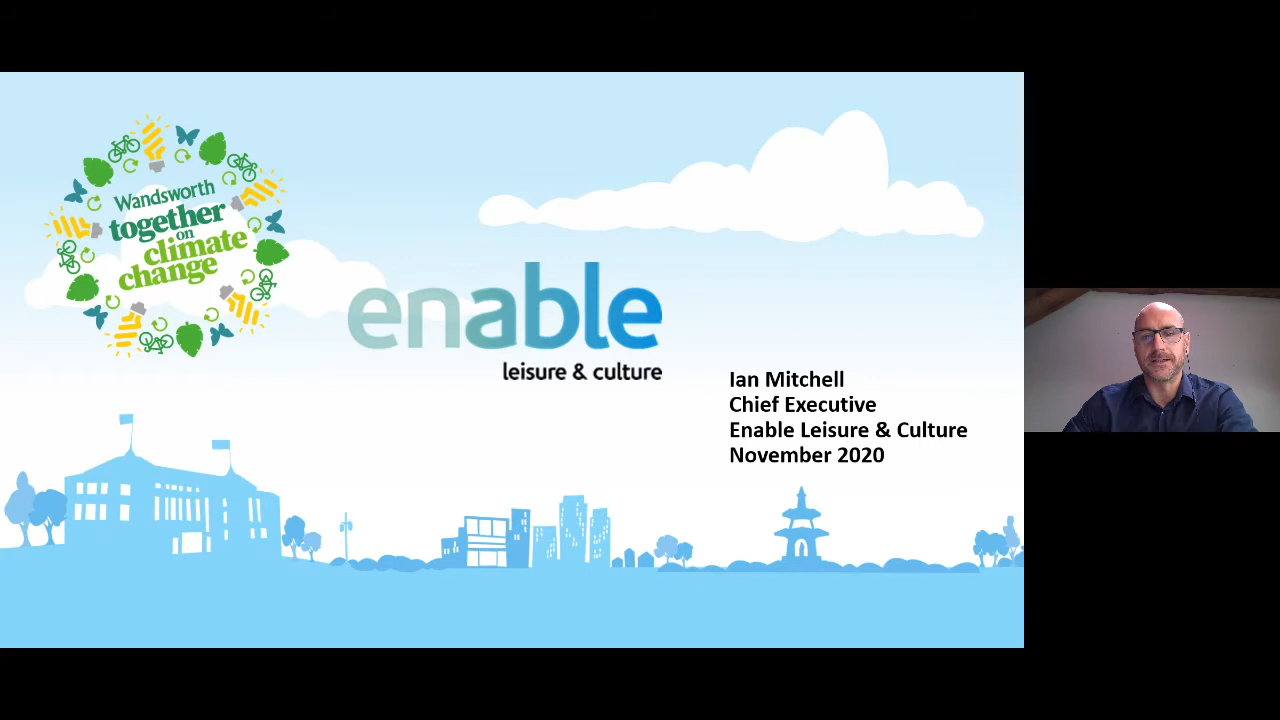 Wandsworth
together
on
climate
change
enable
leisure & culture
Ian Mitchell
Chief Executive
Enable Leisure & Culture
November 2020